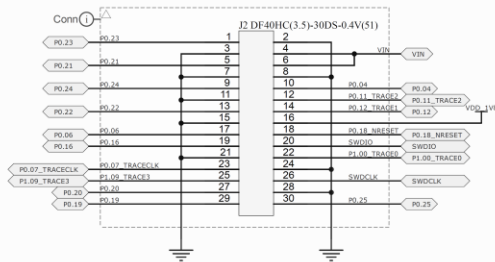 Conn i
J2 DF40HC(3.5)-30DS-0.4V(51)
P0.23 P0.23 1 2
3 4 VIN VIN
P0.21 P0.21 5 6
7 8
P0.24 P0.24 9 10 P0.04 P0.04
11 12 P0.11_TRACE2 P0.11_TRACE2
P0.22 P0.22 13 14 P0.12_TRACE1 P0.12
15 16 VDD_1V
P0.06 P0.06 17 18 P0.18_NRESET P0.18_NRESET
P0.16 P0.16 19 20 SWDIO SWDIO
21 22 P1.00_TRACE0 P1.00_TRACE0
P0.07_TRACECLK P0.07_TRACECLK 23 24
P1.09_TRACE3 P1.09_TRACE3 25 26 SWDCLK SWDCLK
P0.20 P0.20 27 28
P0.19 P0.19 29 30 P0.25 P0.25